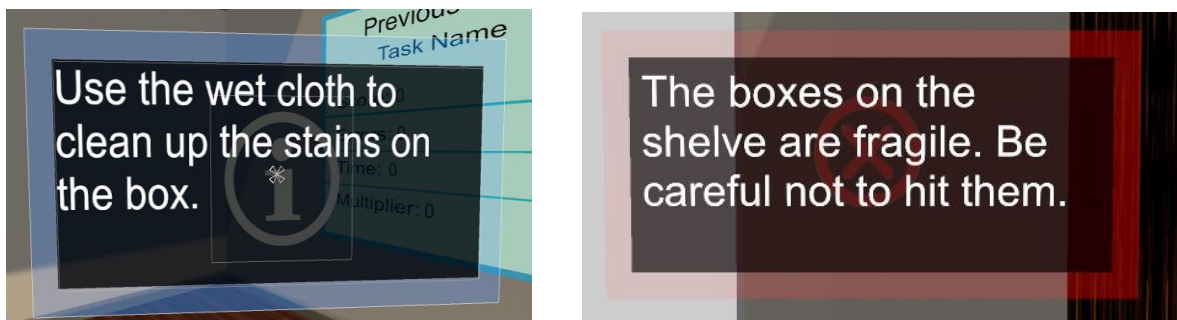 Previous
Task Name
Use the wet cloth to
clean up the stains on
the box.
Time: 0
Multiplier: 0
The boxes on the
shelve are fragile. Be
careful not to hit them.